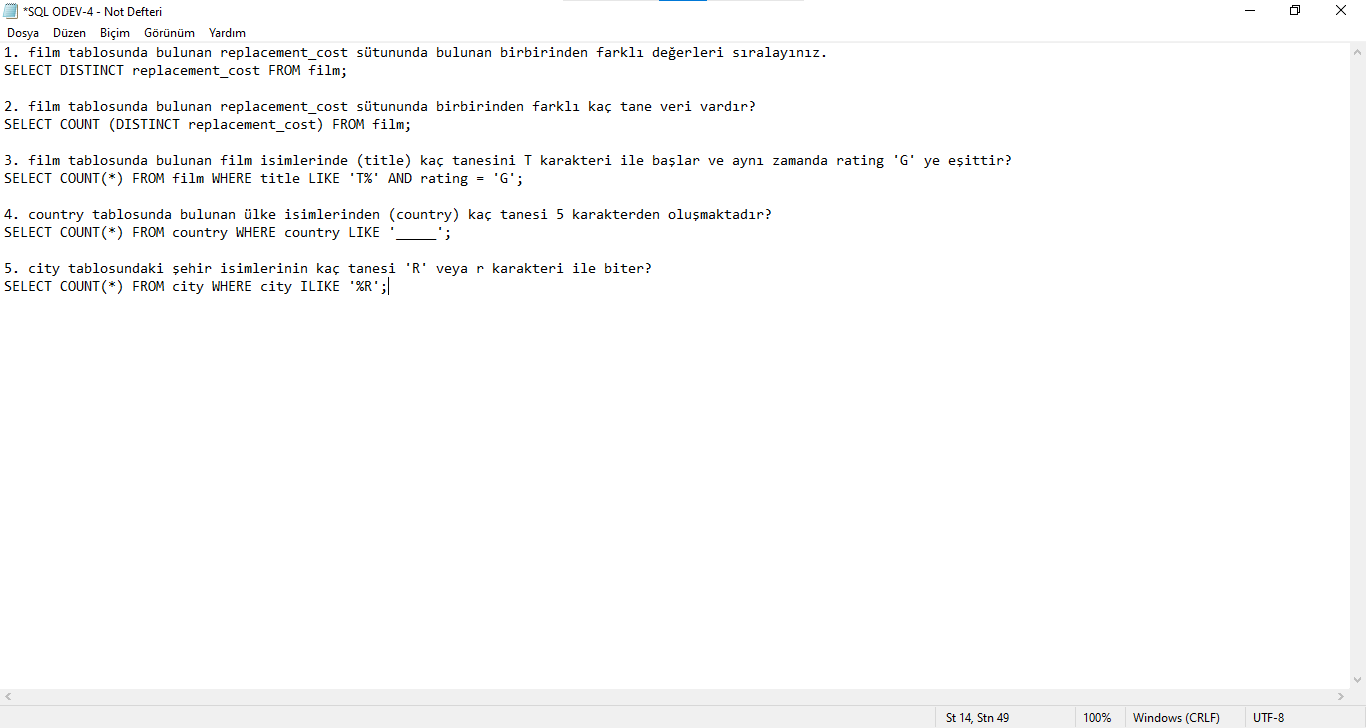 *SQL ODEV-4 - Not Defteri
Dosya Düzen Biçim Görünüm Yardım
1. film tablosunda bulunan replacement_cost sütununda bulunan birbirinden farklı değerleri sıralayınız.
SELECT DISTINCT replacement_cost FROM film;
2. film tablosunda bulunan replacement_cost sütununda birbirinden farklı kaç tane veri vardır?
SELECT COUNT (DISTINCT replacement_cost) FROM film;
3. film tablosunda bulunan film isimlerinde (title) kaç tanesini T karakteri ile başlar ve aynı zamanda rating 'G' ye eşittir?
SELECT COUNT(*) FROM film WHERE title LIKE 'T%' AND rating = 'G';
4. country tablosunda bulunan ülke isimlerinden (country) kaç tanesi 5 karakterden oluşmaktadır?
SELECT COUNT(*) FROM country WHERE country LIKE '_____';
5. city tablosundaki şehir isimlerinin kaç tanesi 'R' veya r karakteri ile biter?
SELECT COUNT(*) FROM city WHERE city ILIKE '%R';
St 14, Stn 49 100% Windows (CRLF) UTF-8